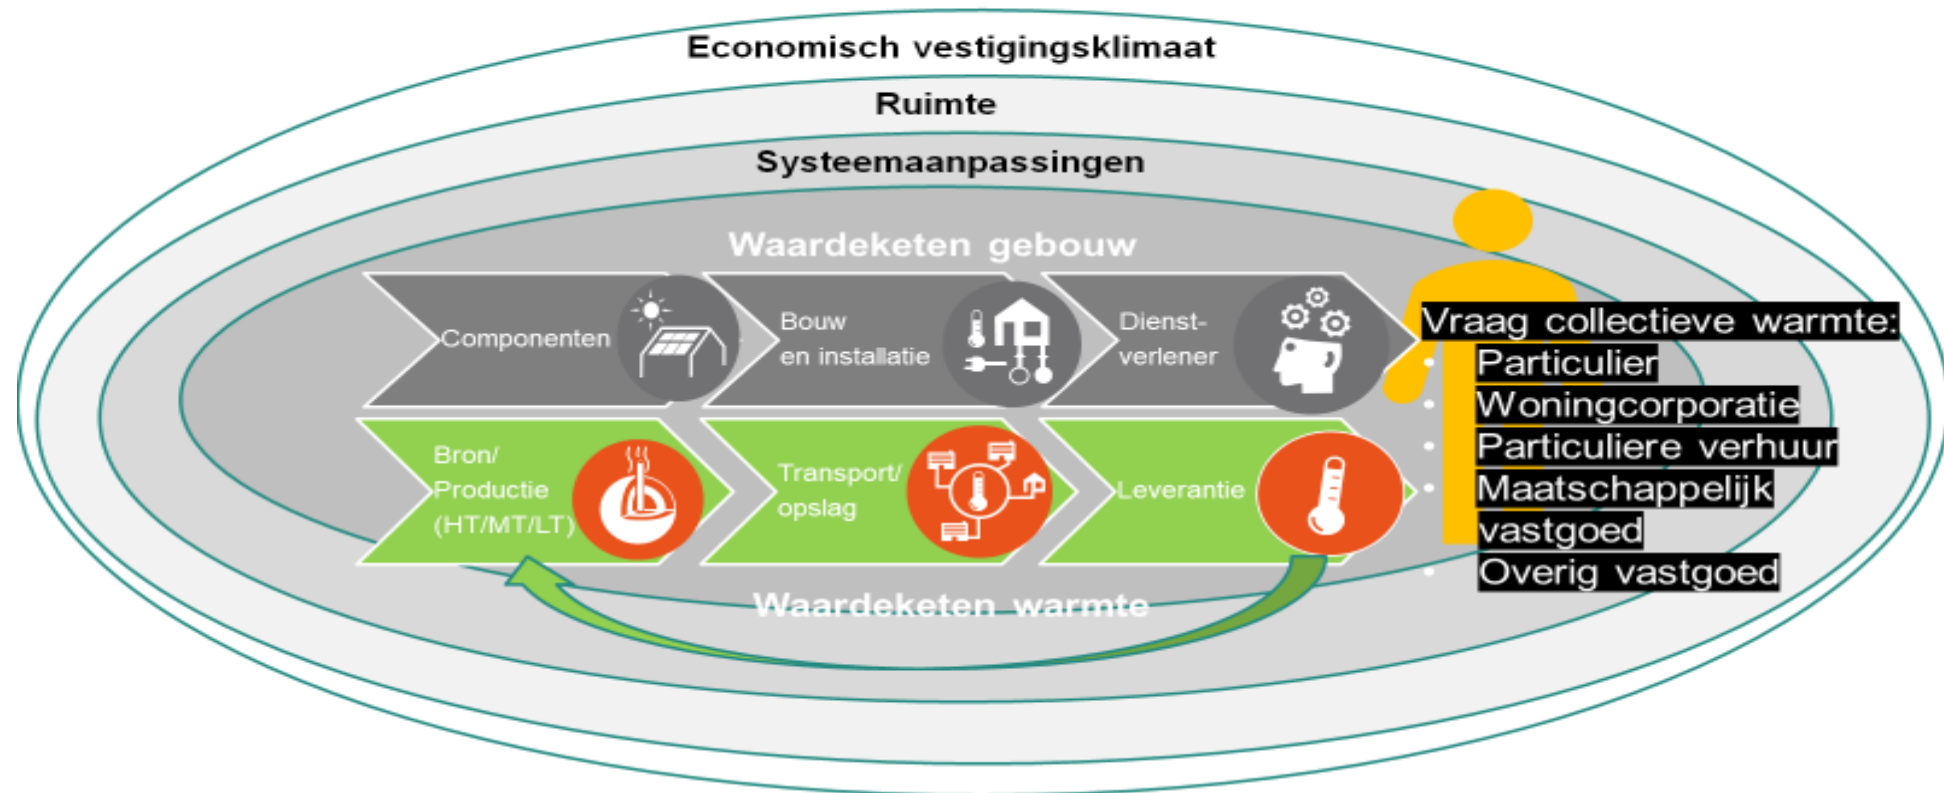 Economisch vestigingsklimaat
Ruimte
Systeemaanpassingen
Waardeketen gebouw
Componenten
Bouw
en installatie
Dienst-
verlener
Bron/
Productie
(HT/MT/LT)
Transport/
opslag
Leverantie
Waardeketen warmte
Vraag collectieve warmte:
• Particulier
• Woningcorporatie
• Particuliere verhuur
• Maatschappelijk
vastgoed
• Overig vastgoed